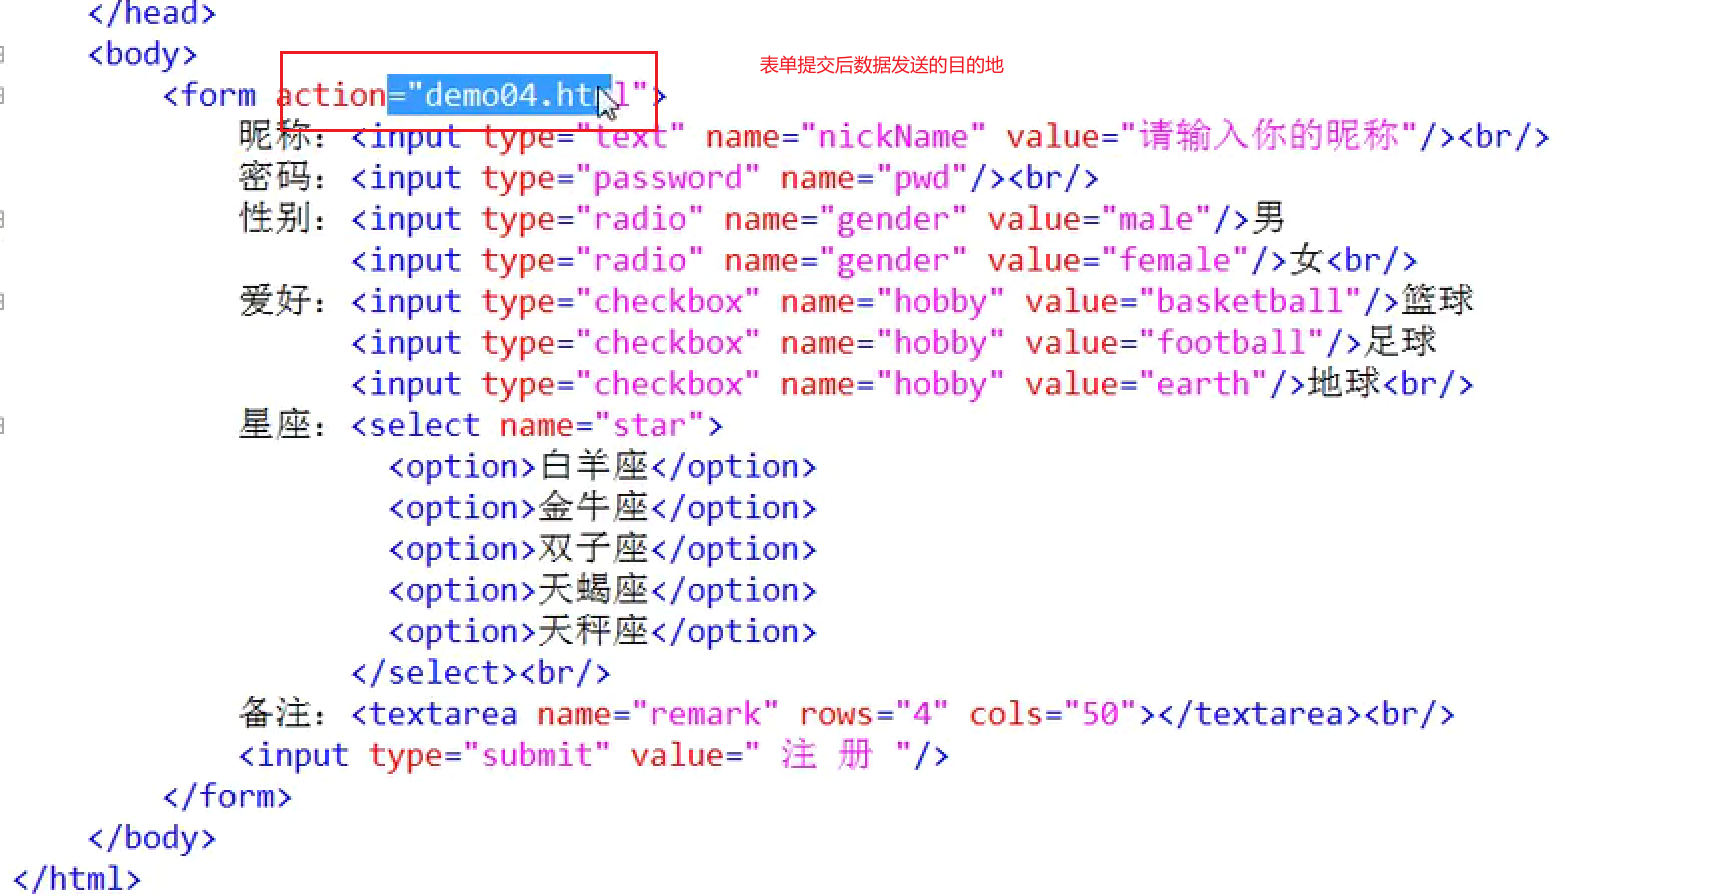 </head>
<body>
<form action="demo04.html">
表单提交后数据发送的目的地
昵称：<input type="text" name="nickName" value="请输入你的昵称"/><br/>
密码：<input type="password" name="pwd"/><br/>
性别：<input type="radio" name="gender" value="male"/>男
<input type="radio" name="gender" value="female"/>女<br/>
爱好：<input type="checkbox" name="hobby" value="basketball"/>篮球
<input type="checkbox" name="hobby" value="football"/>足球
<input type="checkbox" name="hobby" value="earth"/>地球<br/>
星座：<select name="star">
<option>白羊座</option>
<option>金牛座</option>
<option>双子座</option>
<option>天蝎座</option>
<option>天秤座</option>
</select><br/>
备注：<textarea name="remark" rows="4" cols="50"></textarea><br/>
<input type="submit" value=" 注 册 "/>
</form>
</body>
</html>